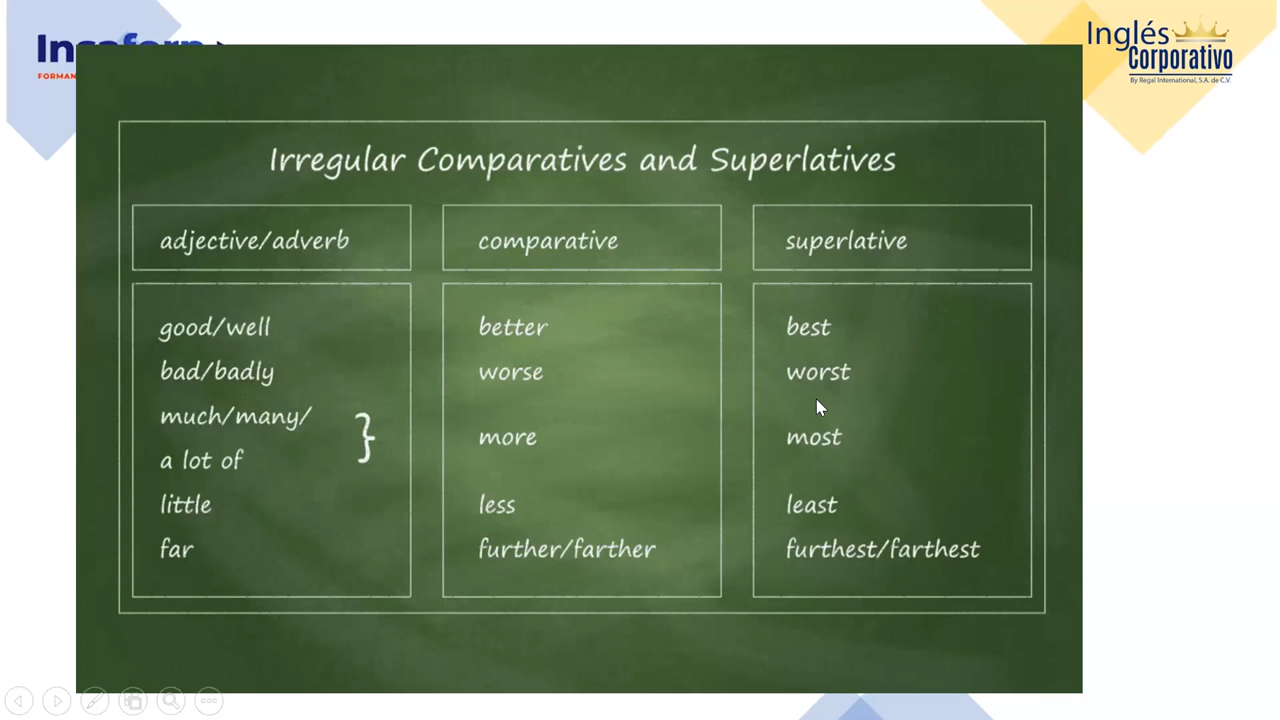 FORMAN
Inglés
Corporativo
By Regal International, S.A. de C.V.
Irregular Comparatives and Superlatives
adjective/adverb comparative superlative
good/well better best
bad/badly worse worst
much/many/
a lot of } more most
little less least
far further/farther furthest/farthest